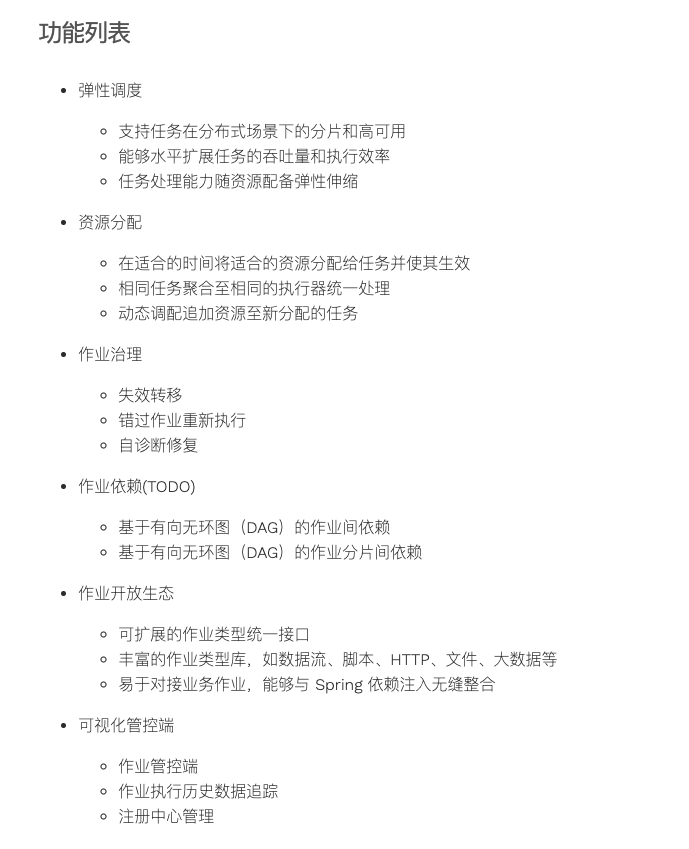 功能列表
弹性调度
支持任务在分布式场景下的分片和高可用
能够水平扩展任务的吞吐量和执行效率
任务处理能力随资源配备弹性伸缩
资源分配
在适合的时间将适合的资源分配给任务并使其生效
相同任务聚合至相同的执行器统一处理
动态调配追加资源至新分配的任务
作业治理
失效转移
错过作业重新执行
自诊断修复
作业依赖(TODO)
基于有向无环图（DAG）的作业间依赖
基于有向无环图（DAG）的作业分片间依赖
作业开放生态
可扩展的作业类型统一接口
丰富的作业类型库，如数据流、脚本、HTTP、文件、大数据等
易于对接业务作业，能够与 Spring 依赖注入无缝整合
可视化管控端
作业管控端
作业执行历史数据追踪
注册中心管理